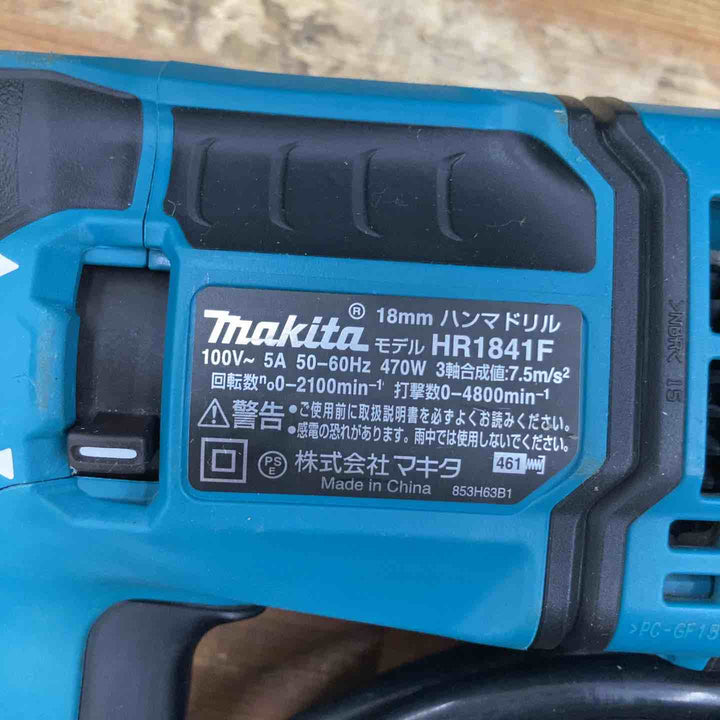 makita® 18mm ハンマドリル
モデル HR1841F
100V~ 5A 50-60Hz 470W 3軸合成値:7.5m/s²
回転数 n₀0-2100min⁻¹ 打撃数0-4800min⁻¹
⚠警告 •ご使用前に取扱説明書を必ずよくお読みください。
•感電の恐れがあります。雨中では使用しないでください。
PSE 株式会社 マキタ 461
Made in China 853H63B1
>NBR< 15
>PC-GF15